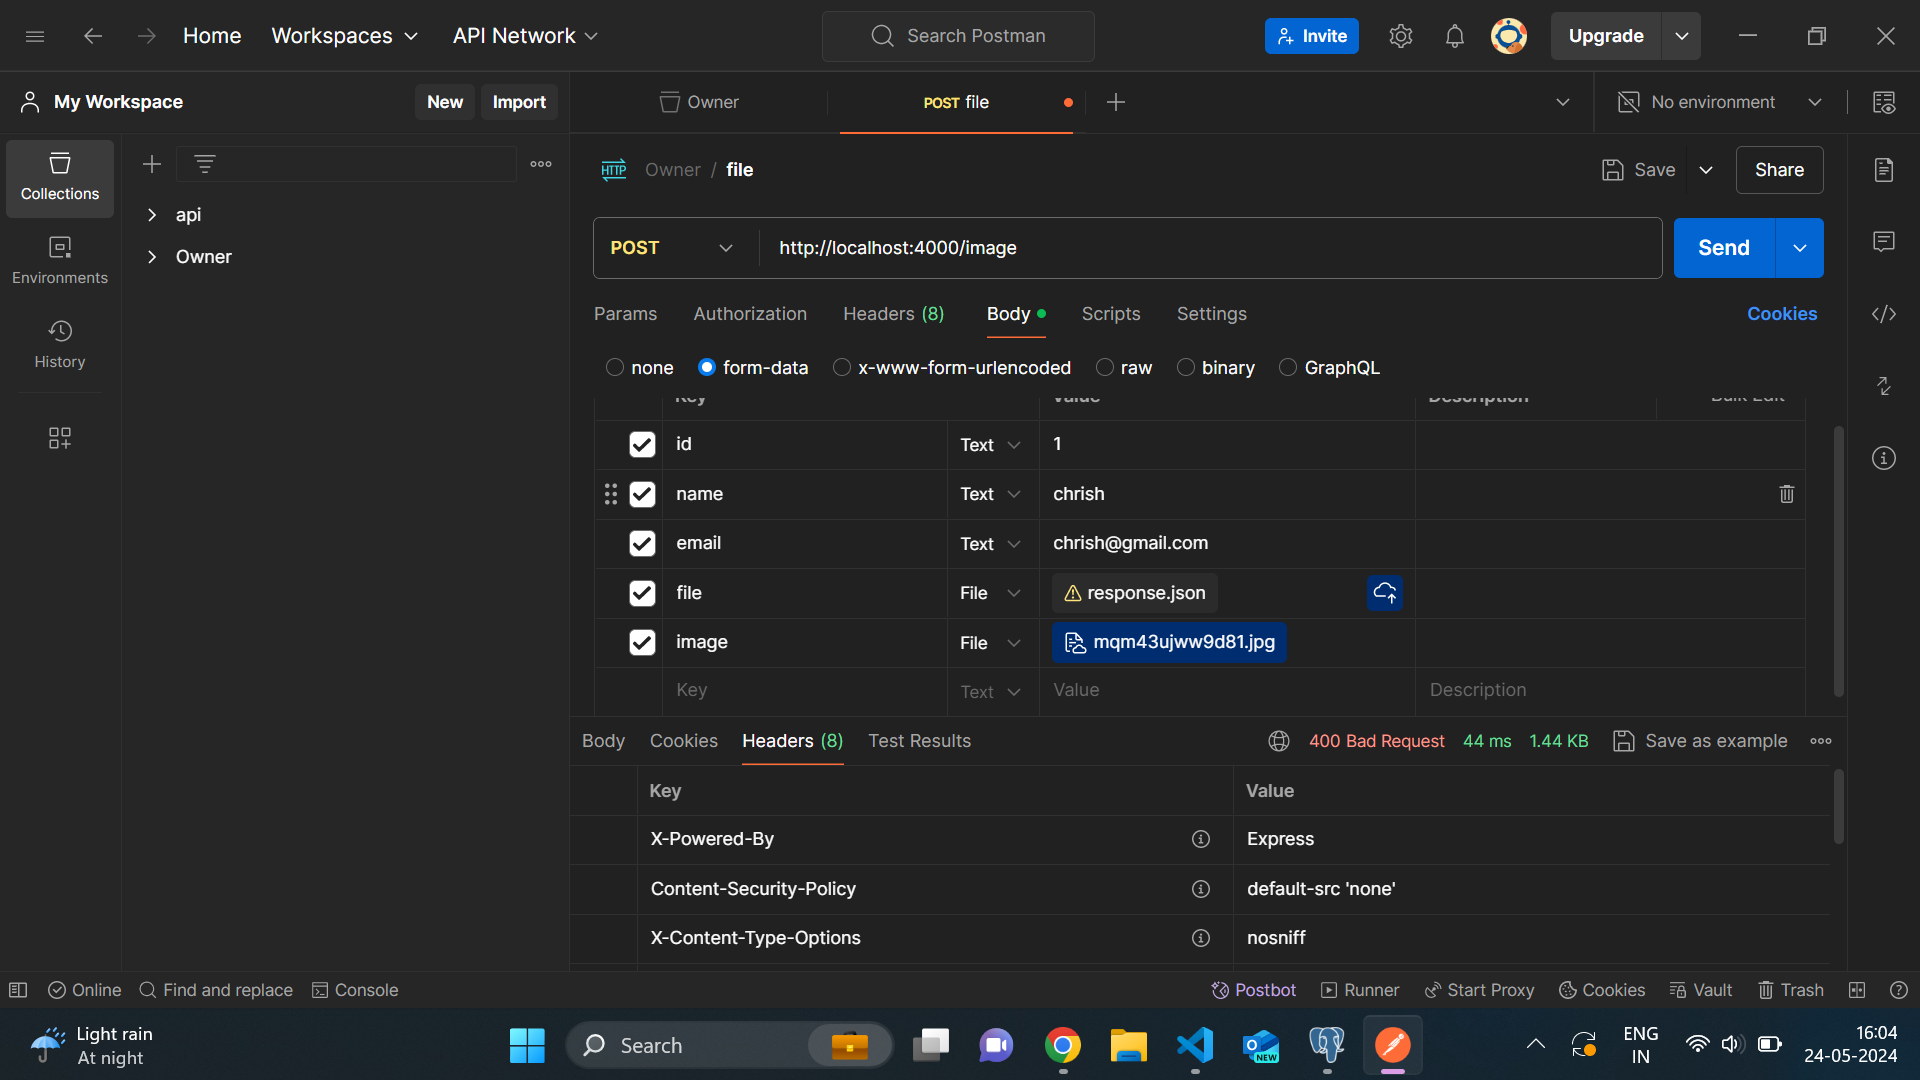 Home Workspaces API Network Search Postman Invite Upgrade
My Workspace New Import Owner POST file No environment
Collections
api
Owner
Environments
History
HTTP Owner / file Save Share
POST http://localhost:4000/image Send
Params Authorization Headers (8) Body Scripts Settings Cookies
none form-data x-www-form-urlencoded raw binary GraphQL
Key Value Description Bulk Edit
id Text 1
name Text chrish
email Text chrish@gmail.com
file File response.json
image File mqm43ujww9d81.jpg
Key Text Value Description
Body Cookies Headers (8) Test Results 400 Bad Request 44 ms 1.44 KB Save as example
Key Value
X-Powered-By Express
Content-Security-Policy default-src 'none'
X-Content-Type-Options nosniff
Online Find and replace Console Postbot Runner Start Proxy Cookies Vault Trash
Light rain
At night
Search
NEW
ENG
IN
16:04
24-05-2024